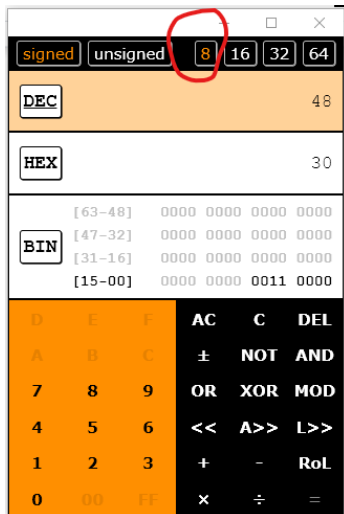 signed unsigned 8 16 32 64
DEC 48
HEX 30
[63-48] 0000 0000 0000 0000
[47-32] 0000 0000 0000 0000
BIN
[31-16] 0000 0000 0000 0000
[15-00] 0000 0000 0011 0000
D E F AC C DEL
A B C ± NOT AND
7 8 9 OR XOR MOD
4 5 6 << A>> L>>
1 2 3 + - RoL
0 00 FF × ÷ =